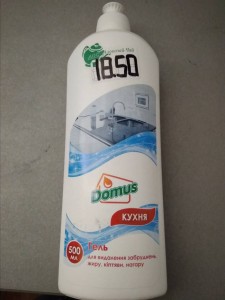 18.50
Domus
КУХНЯ
500
МЛ
Гель
для видалення забруднень
жиру, кіптяви, нагару